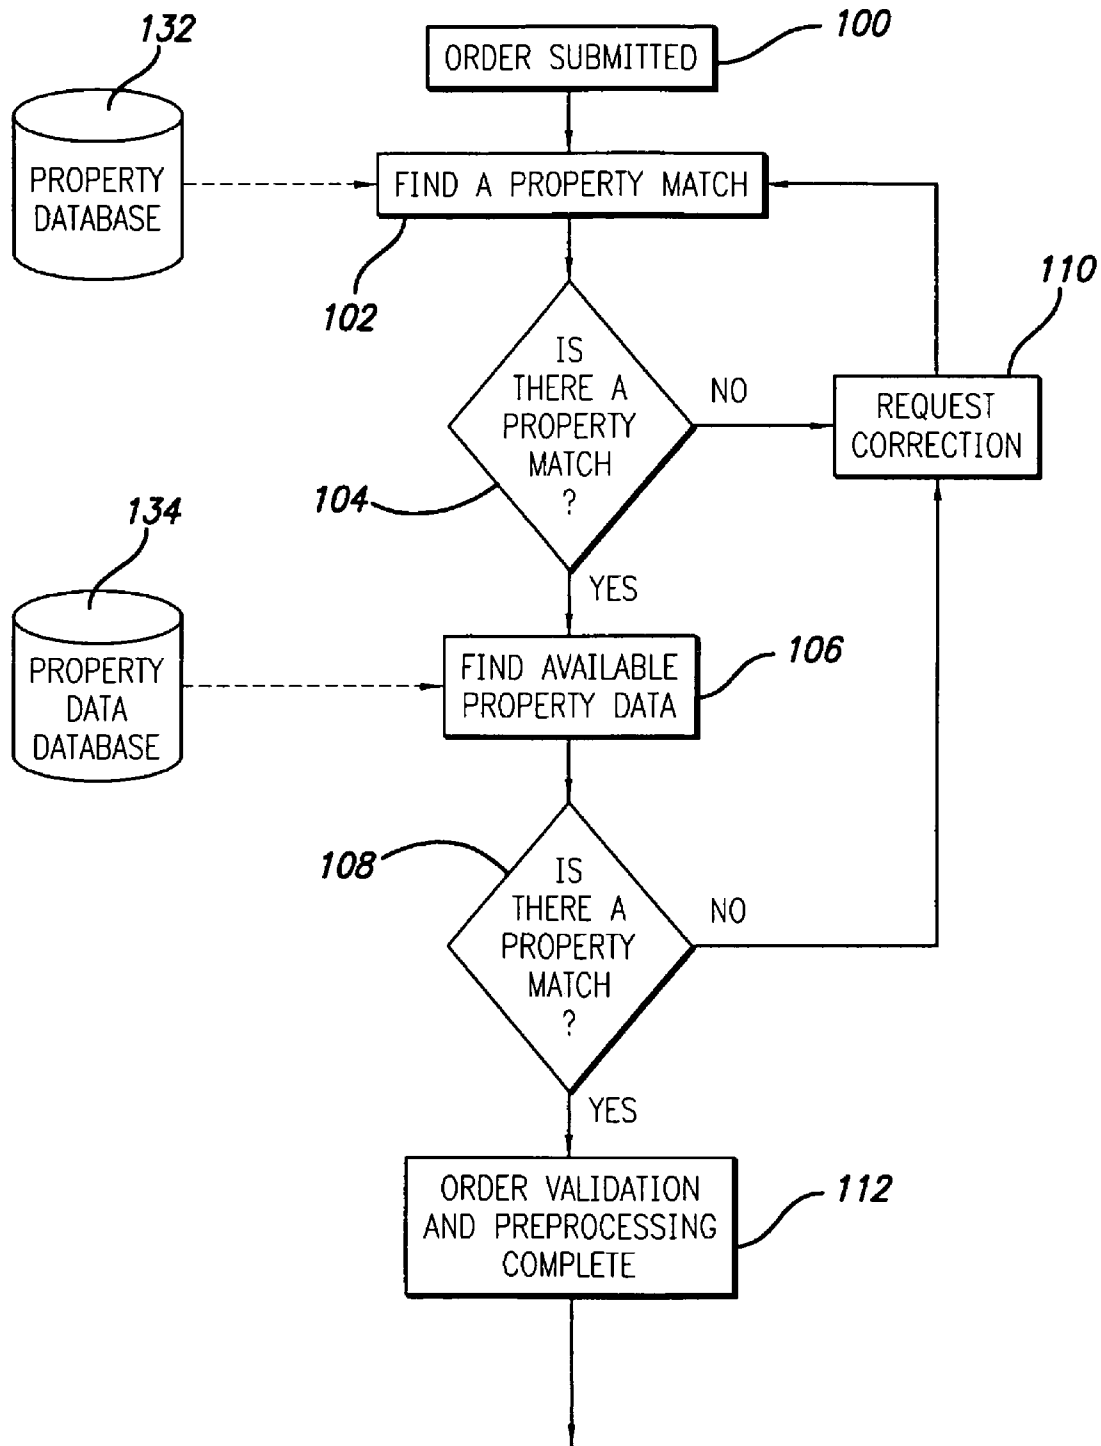 132
100
ORDER SUBMITTED
PROPERTY
DATABASE
FIND A PROPERTY MATCH
102
110
IS
THERE A
PROPERTY
MATCH
?
NO
REQUEST
CORRECTION
104
YES
134
PROPERTY
DATA
DATABASE
FIND AVAILABLE
PROPERTY DATA
106
108
IS
THERE A
PROPERTY
MATCH
?
NO
YES
ORDER VALIDATION
AND PREPROCESSING
COMPLETE
112